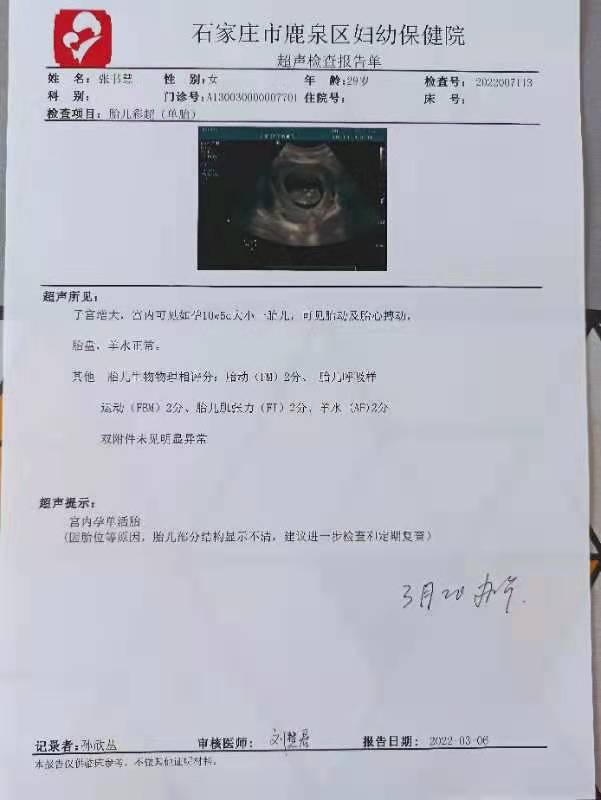 石家庄市鹿泉区妇幼保健院
超声检查报告单
姓 名：张书慧 性 别：女 年 龄：29岁 检查号：2022007113
科 别： 门诊号：A130030000007701 住院号： 床 号：
检查项目：胎儿彩超（单胎）
超声所见：
子宫增大，宫内可见如孕10w5d大小一胎儿，可见胎动及胎心搏动。
胎盘、羊水正常。
其他 胎儿生物物理相评分：胎动（FM）2分、胎儿呼吸样
运动（FBM）2分、胎儿肌张力（FT）2分、羊水（AF)2分
双附件未见明显异常
超声提示：
宫内孕单活胎
（因胎位等原因，胎儿部分结构显示不清，建议进一步检查和定期复查）
3月20
记录者：孙欣丛 审核医师： 报告日期：2022-03-06
本报告仅供临床参考，不做其他证明材料。